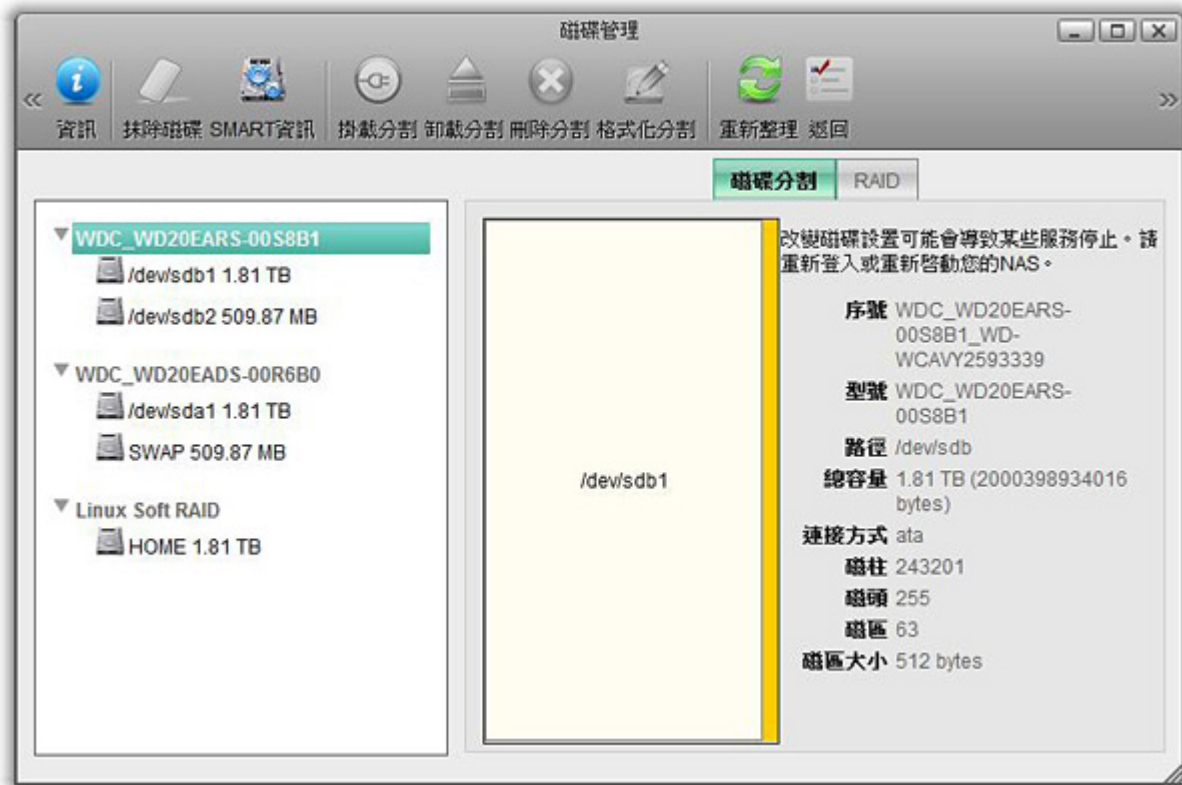 磁碟管理
« 資訊 抹除磁碟 SMART資訊 掛載分割 卸載分割 刪除分割 格式化分割 重新整理 返回 »
磁碟分割 RAID
WDC_WD20EARS-00S8B1
/dev/sdb1 1.81 TB
/dev/sdb2 509.87 MB
WDC_WD20EADS-00R6B0
/dev/sda1 1.81 TB
SWAP 509.87 MB
Linux Soft RAID
HOME 1.81 TB
/dev/sdb1
改變磁碟設置可能會導致某些服務停止。請
重新登入或重新啓動您的NAS。
序號 WDC_WD20EARS-
00S8B1_WD-
WCAVY2593339
型號 WDC_WD20EARS-
00S8B1
路徑 /dev/sdb
總容量 1.81 TB (2000398934016
bytes)
連接方式 ata
磁柱 243201
磁頭 255
磁區 63
磁區大小 512 bytes